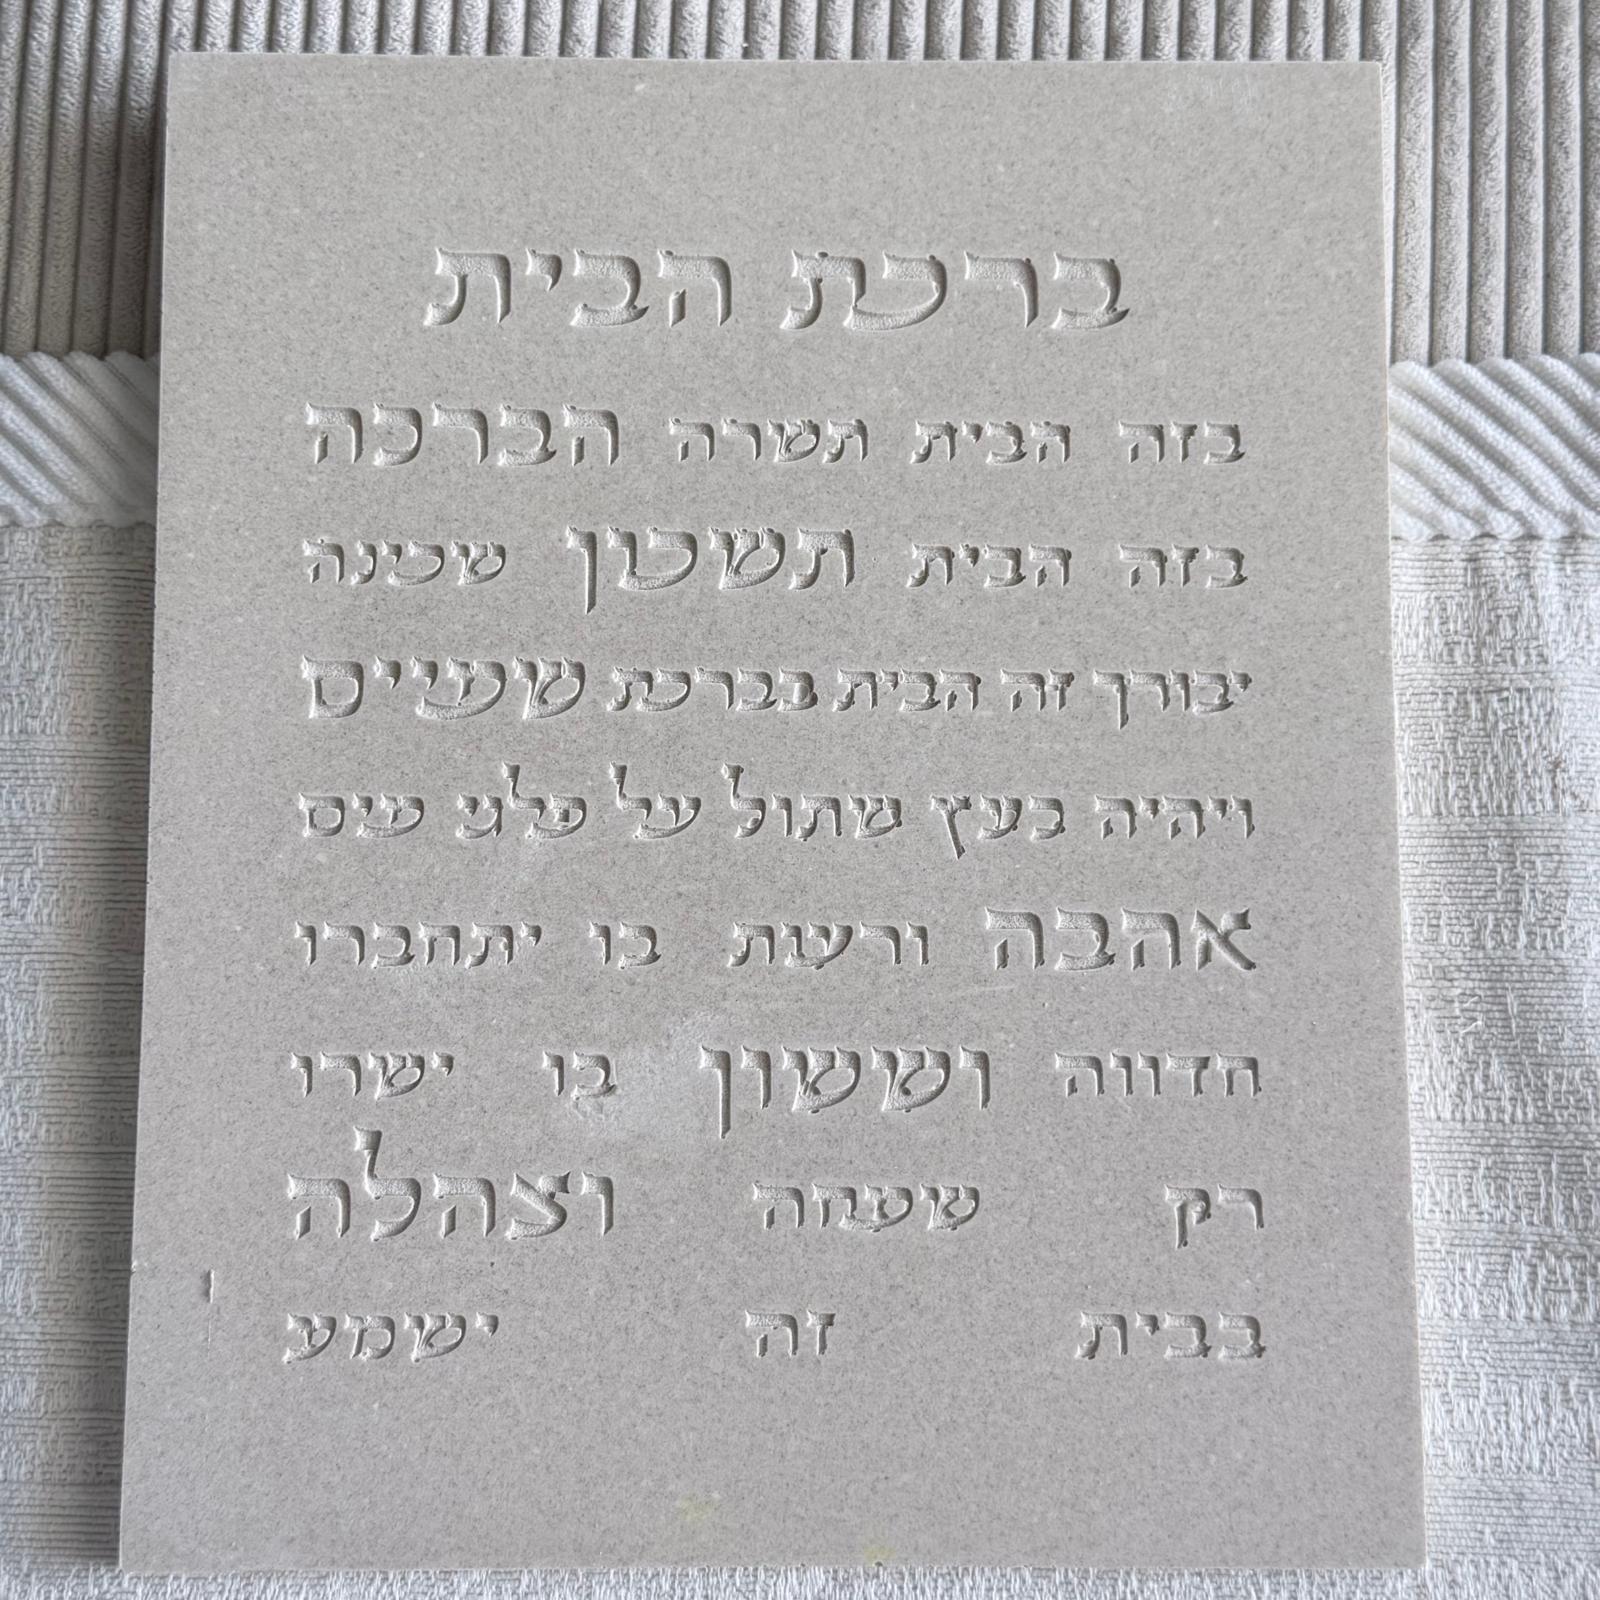 ברכת הבית
בזה הבית תשרה הברכה
בזה הבית תשכון שכינה
יבורך זה הבית בברכת שמיים
ויהיה כעץ שתול על פלגי מים
אהבה ורעות בו יתחברו
חדווה וששון בו ישרו
רק שמחה וצהלה
בבית זה ישמע